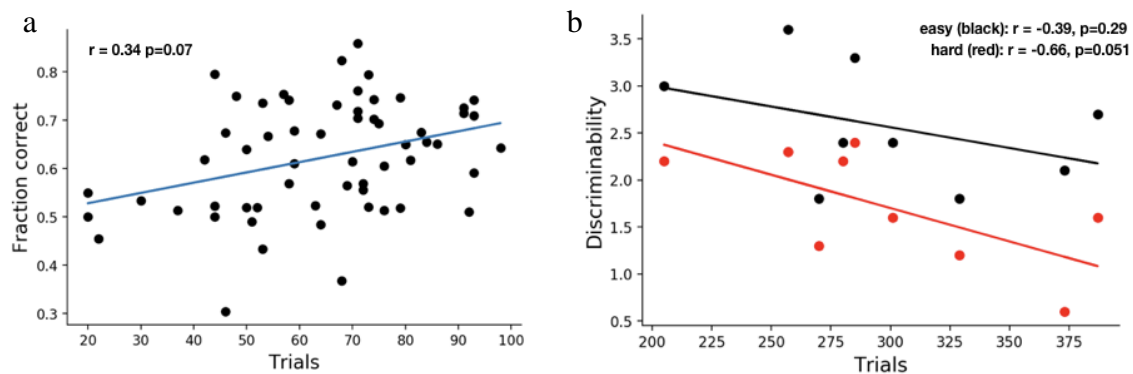 a
r = 0.34 p=0.07
Fraction correct
0.8
0.7
0.6
0.5
0.4
0.3
20 30 40 50 60 70 80 90 100
Trials
b
easy (black): r = -0.39, p=0.29
hard (red): r = -0.66, p=0.051
Discriminability
3.5
3.0
2.5
2.0
1.5
1.0
0.5
200 225 250 275 300 325 350 375
Trials